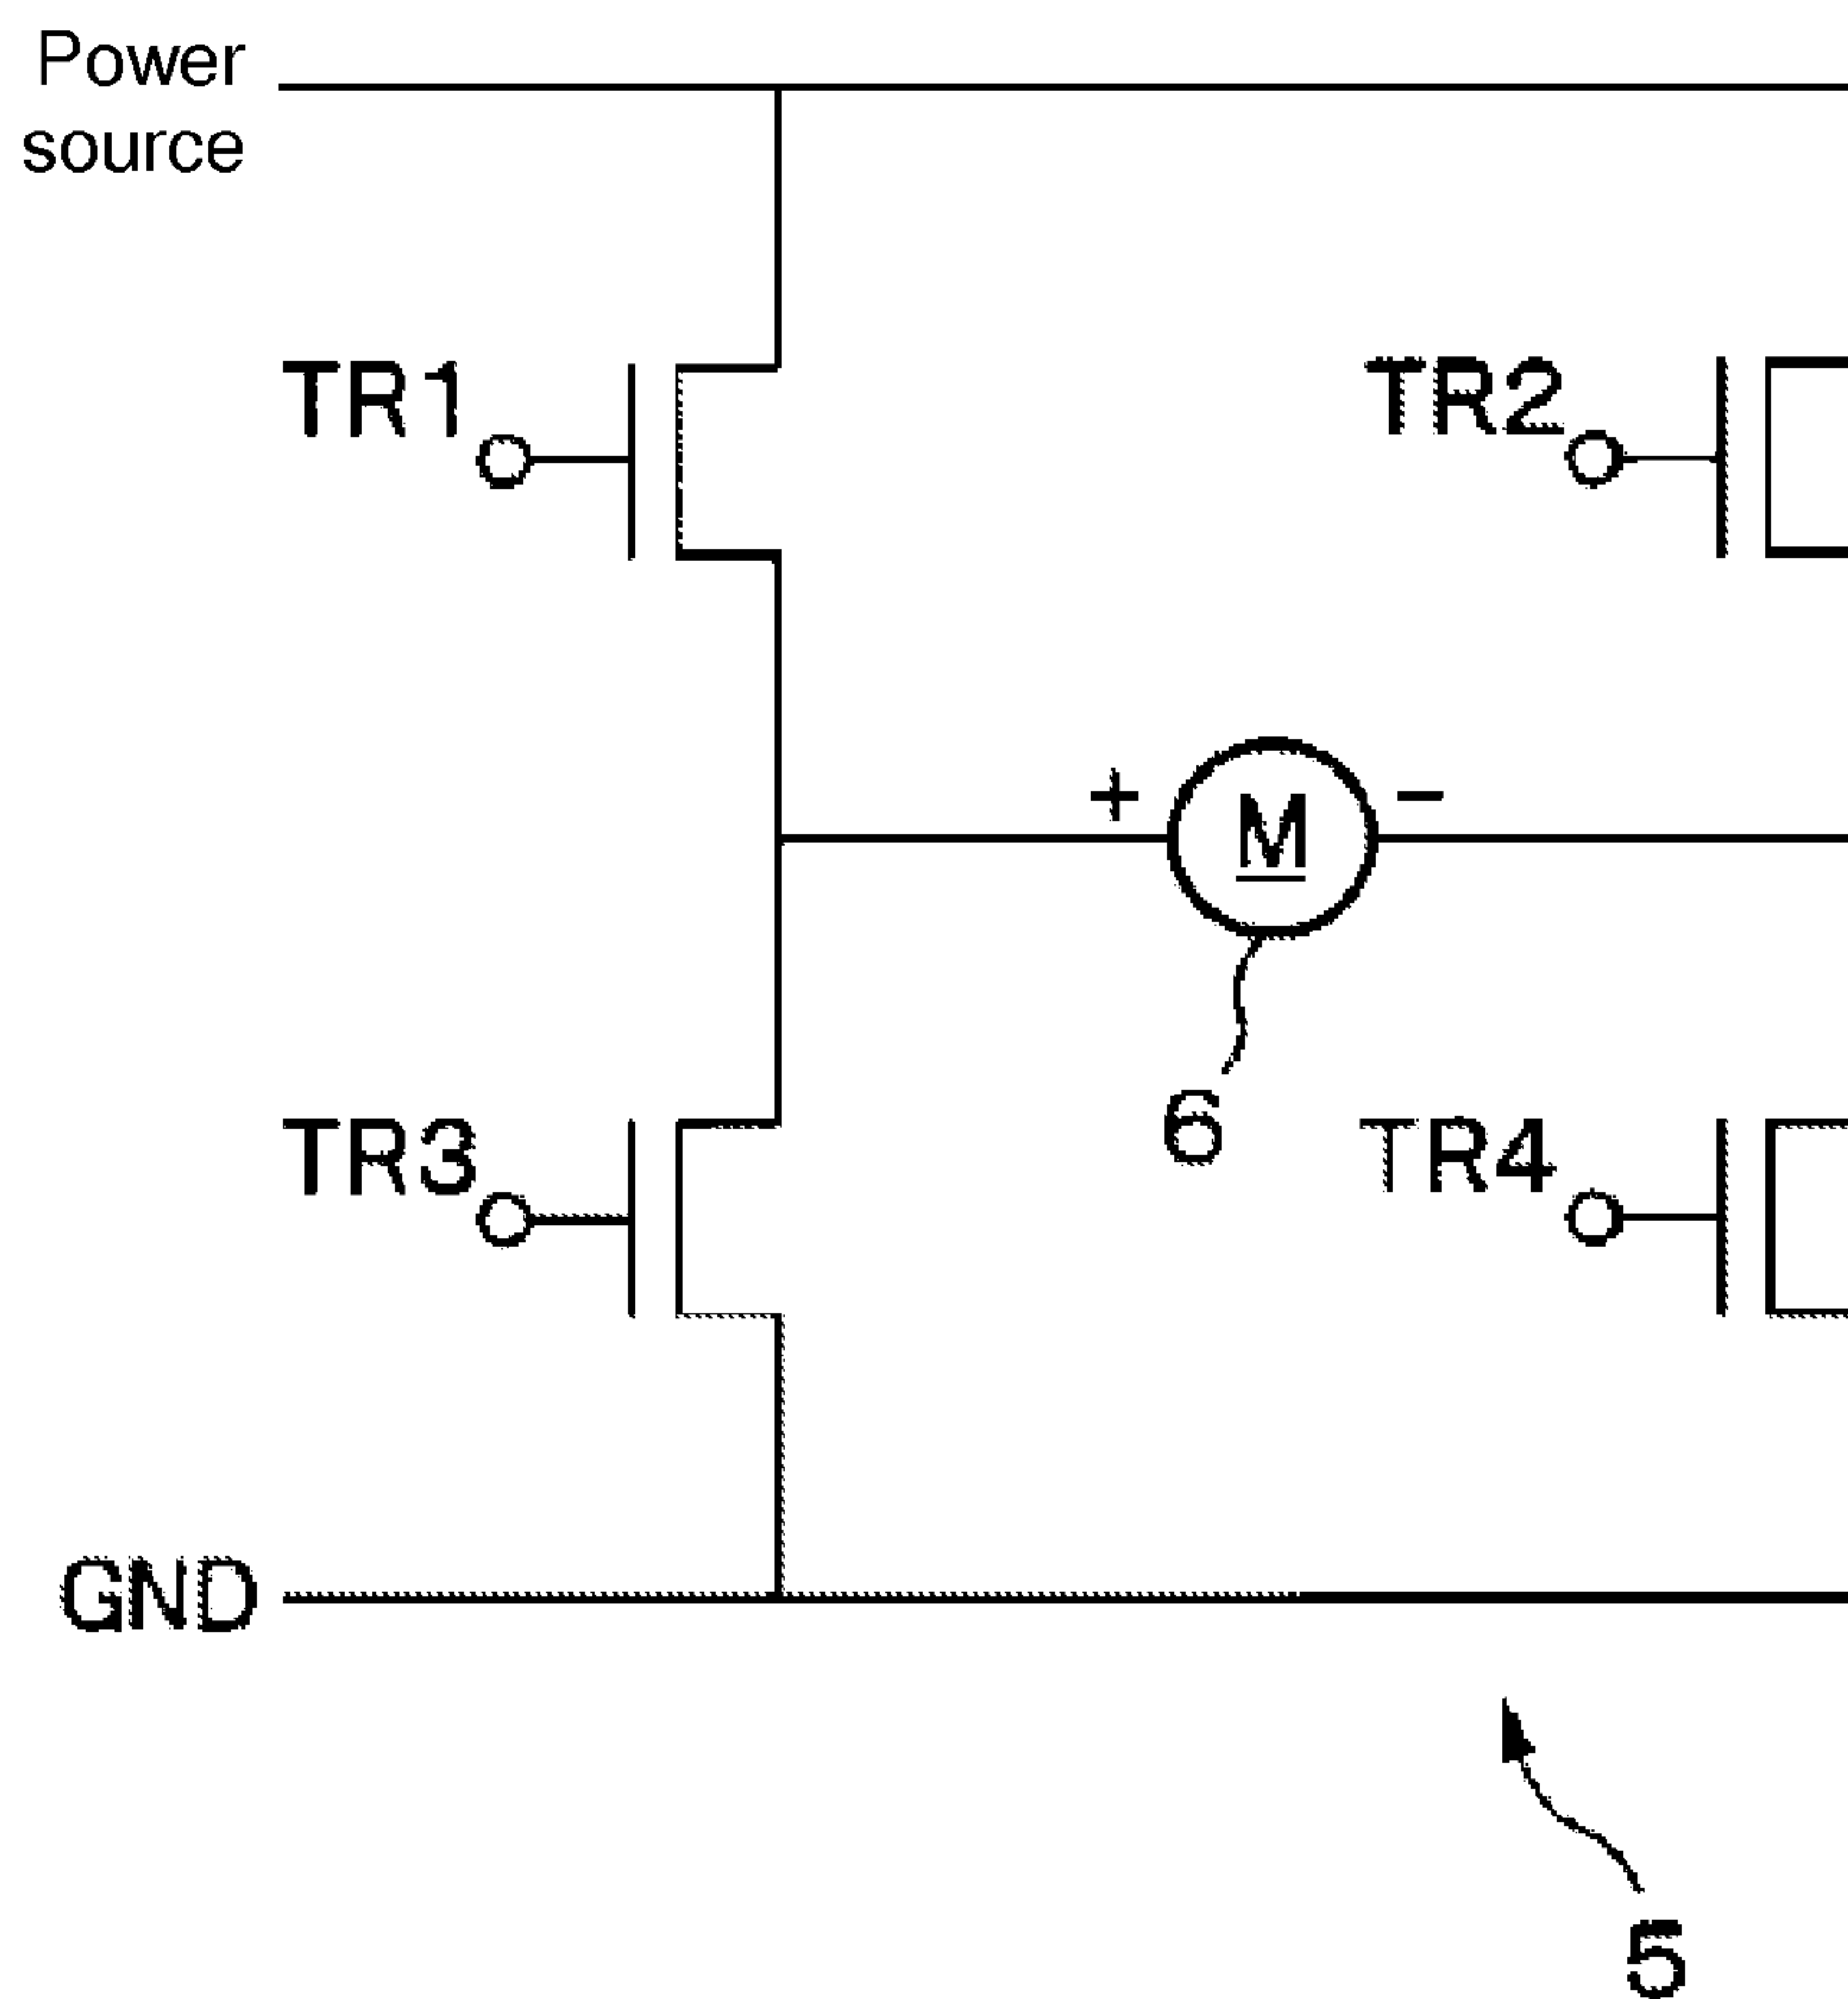 Power
source
TR1
TR2
+ M −
6
TR3
TR4
GND
5